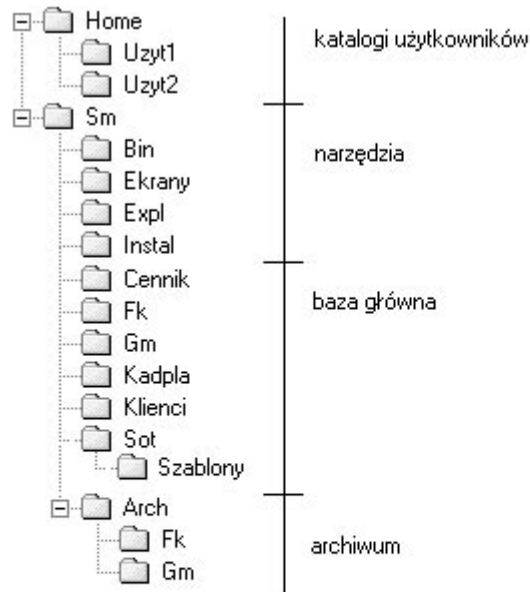 Home
Uzyt1
Uzyt2
Sm
Bin
Ekrany
Expl
Instal
Cennik
Fk
Gm
Kadpla
Klienci
Sot
Szablony
Arch
Fk
Gm
katalogi użytkowników
narzędzia
baza główna
archiwum